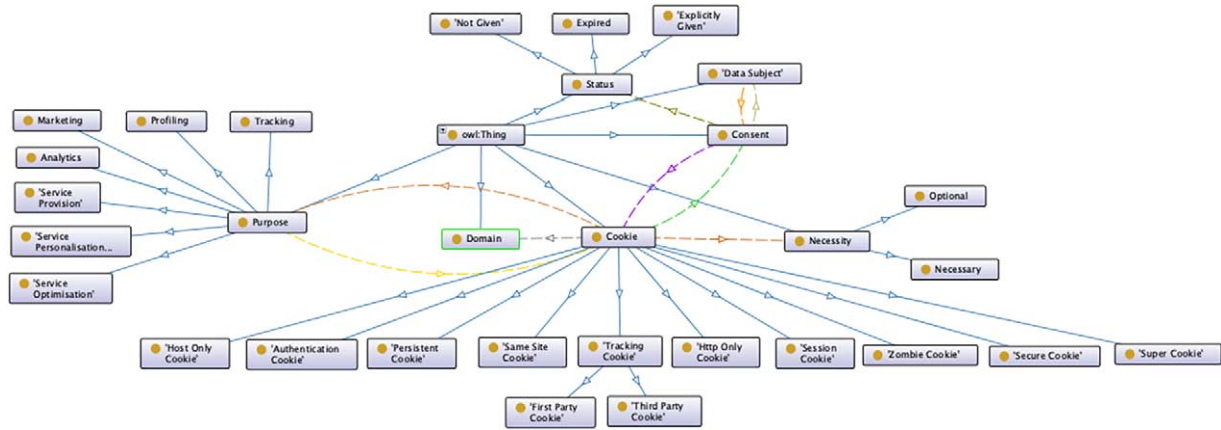 'Not Given'
Expired
'Explicitly
Given'
Status
'Data Subject'
Marketing
Profiling
Tracking
owl:Thing
Consent
Analytics
'Service
Provision'
Optional
Purpose
'Service
Personalisation...
Domain
Cookie
Necessity
Necessary
'Service
Optimisation'
'Host Only
Cookie'
'Authentication
Cookie'
'Persistent
Cookie'
'Same Site
Cookie'
'Tracking
Cookie'
'Http Only
Cookie'
'Session
Cookie'
'Zombie Cookie'
'Secure Cookie'
'Super Cookie'
'First Party
Cookie'
'Third Party
Cookie'